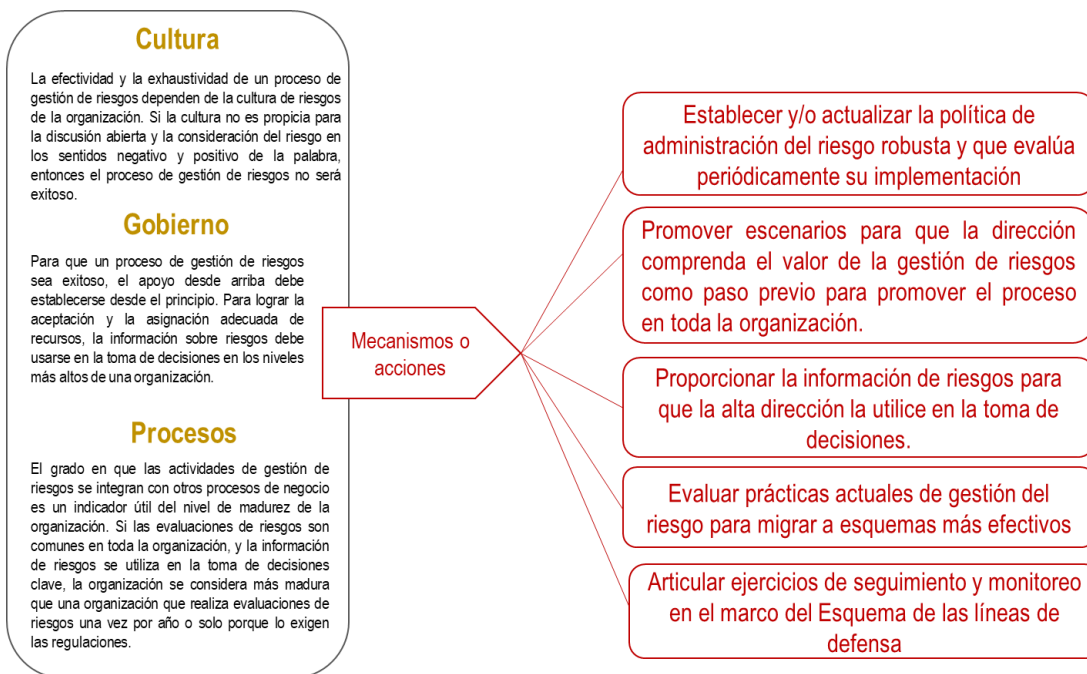 Cultura
La efectividad y la exhaustividad de un proceso de
gestión de riesgos dependen de la cultura de riesgos
de la organización. Si la cultura no es propicia para
la discusión abierta y la consideración del riesgo en
los sentidos negativo y positivo de la palabra,
entonces el proceso de gestión de riesgos no será
exitoso.
Gobierno
Para que un proceso de gestión de riesgos
sea exitoso, el apoyo desde arriba debe
establecerse desde el principio. Para lograr la
aceptación y la asignación adecuada de
recursos, la información sobre riesgos debe
usarse en la toma de decisiones en los niveles
más altos de una organización.
Procesos
El grado en que las actividades de gestión de
riesgos se integran con otros procesos de negocio
es un indicador útil del nivel de madurez de la
organización. Si las evaluaciones de riesgos son
comunes en toda la organización, y la información
de riesgos se utiliza en la toma de decisiones
clave, la organización se considera más madura
que una organización que realiza evaluaciones de
riesgos una vez por año o solo porque lo exigen
las regulaciones.
Mecanismos o
acciones
Establecer y/o actualizar la política de
administración del riesgo robusta y que evalúa
periódicamente su implementación
Promover escenarios para que la dirección
comprenda el valor de la gestión de riesgos
como paso previo para promover el proceso
en toda la organización.
Proporcionar la información de riesgos para
que la alta dirección la utilice en la toma de
decisiones.
Evaluar prácticas actuales de gestión del
riesgo para migrar a esquemas más efectivos
Articular ejercicios de seguimiento y monitoreo
en el marco del Esquema de las líneas de
defensa